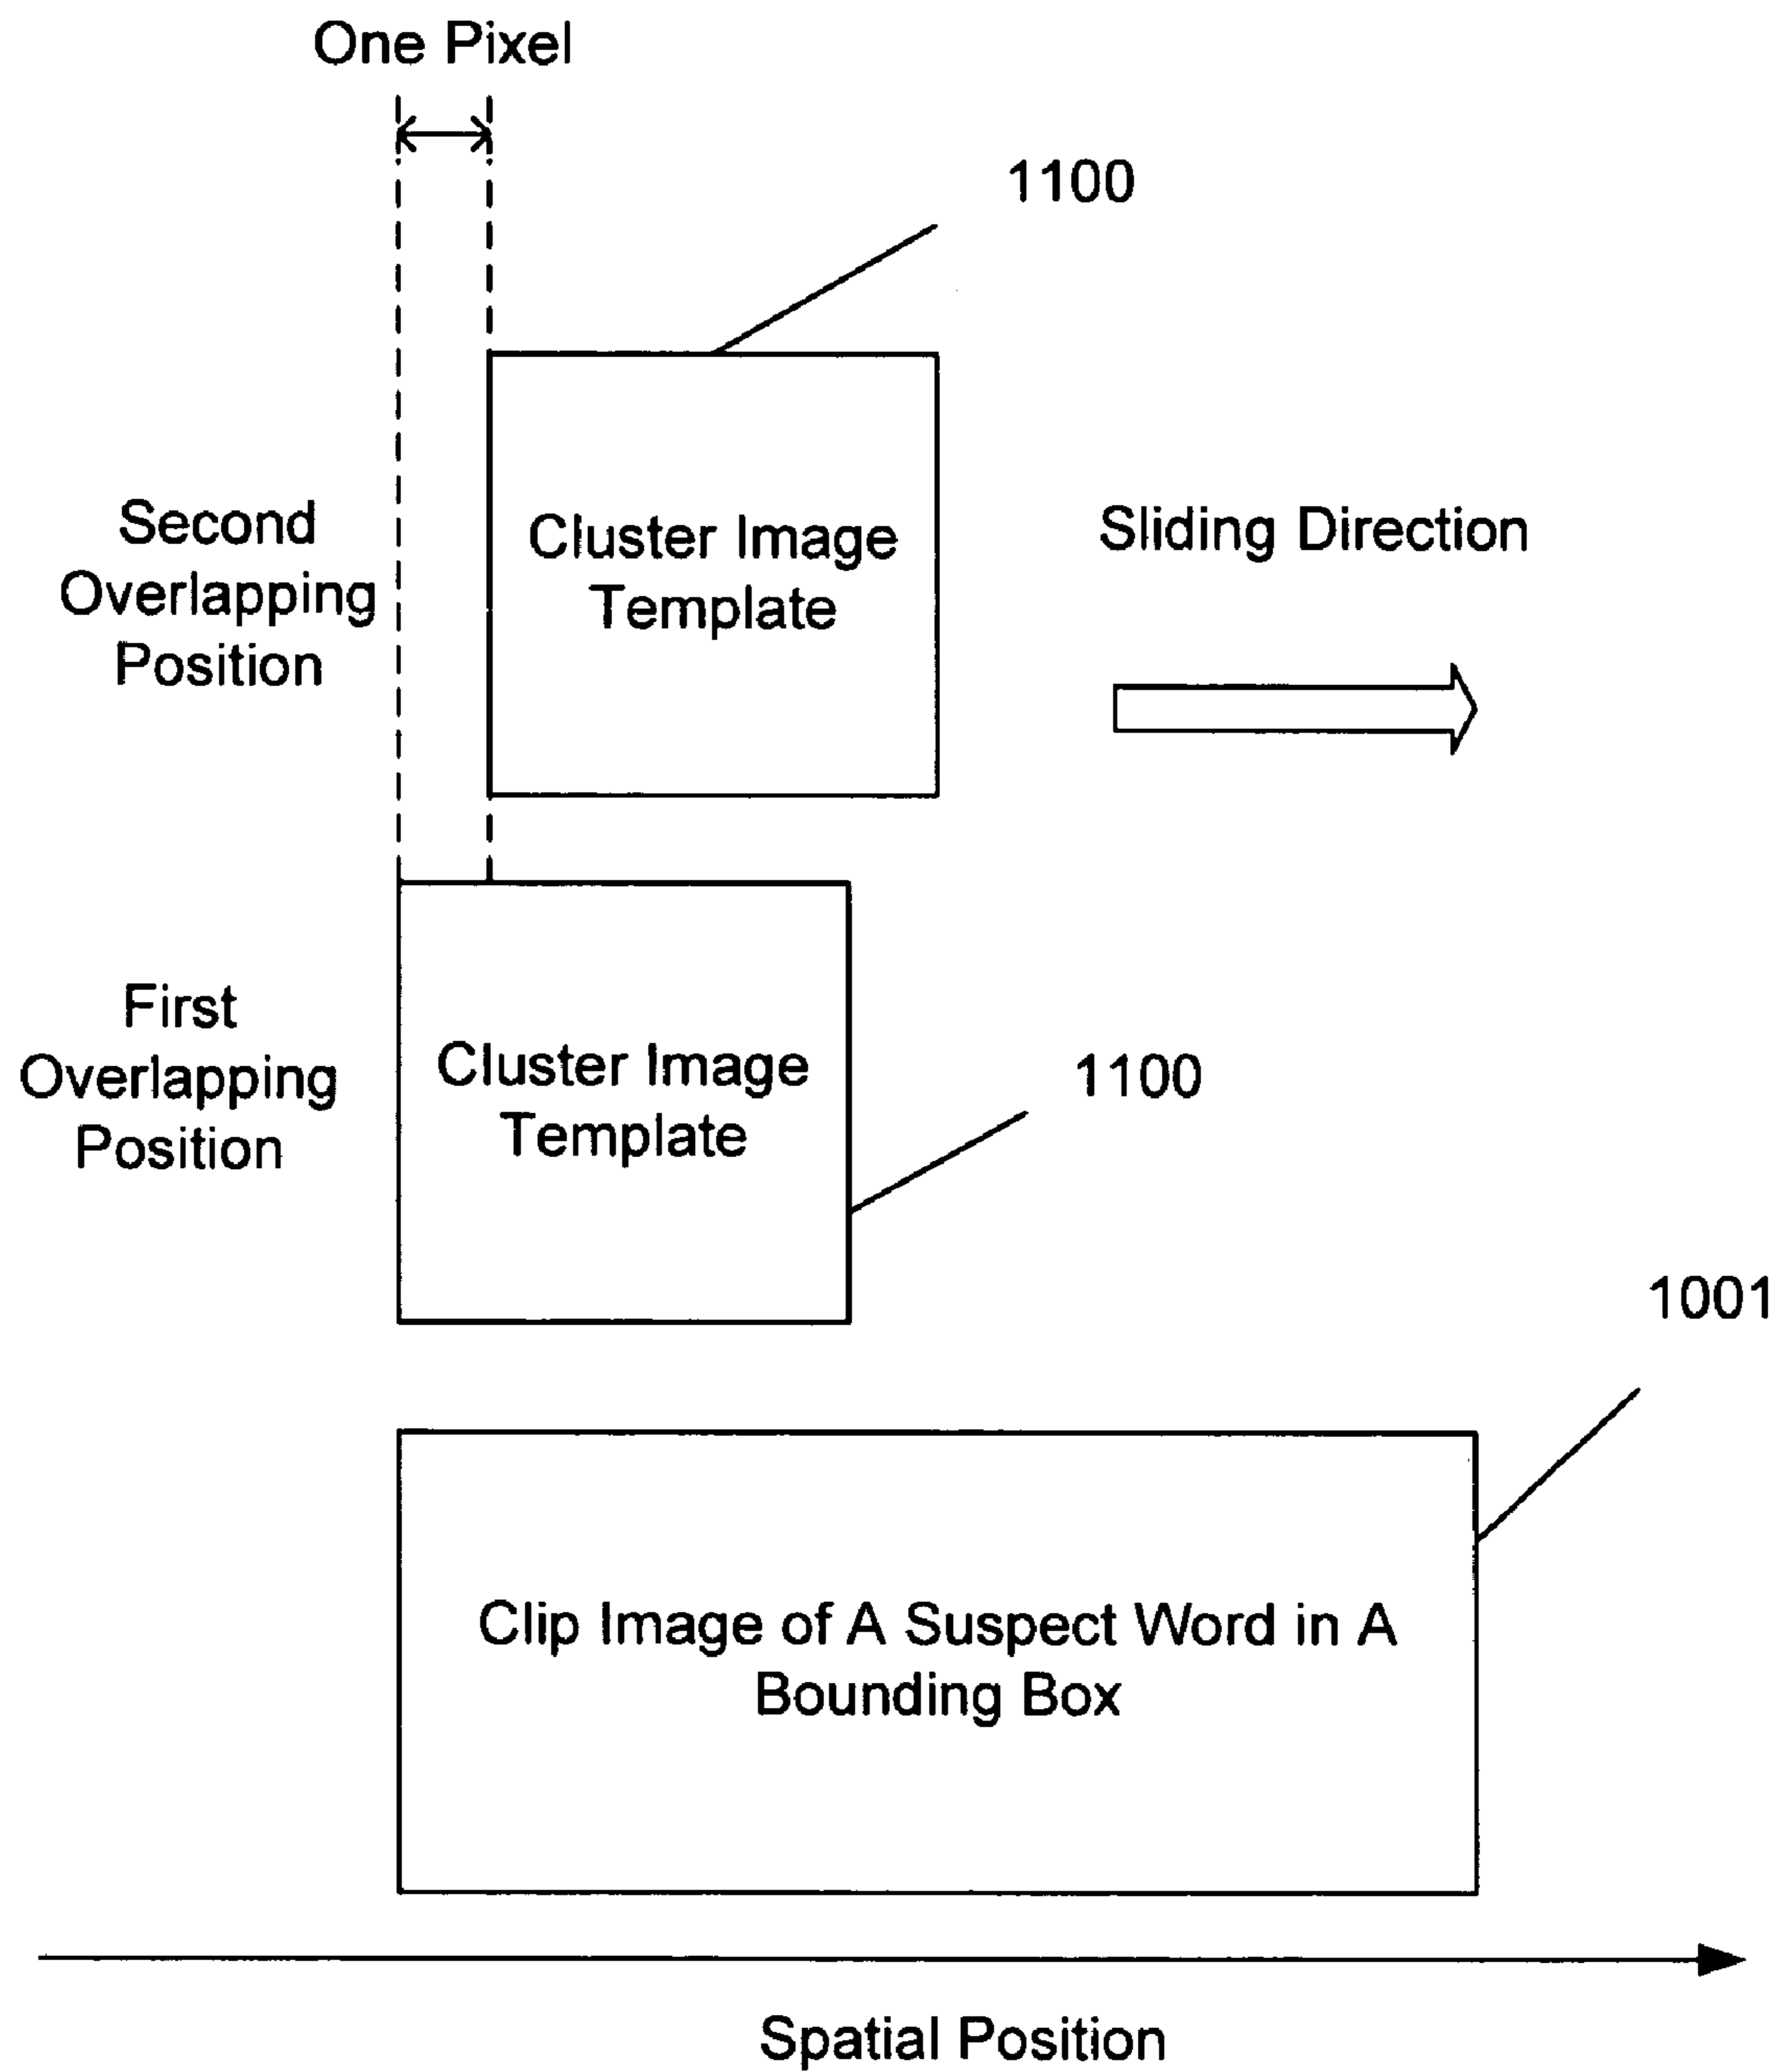 One Pixel
1100
Second
Overlapping
Position
Cluster Image
Template
Sliding Direction
First
Overlapping
Position
Cluster Image
Template
1100
1001
Clip Image of A Suspect Word in A
Bounding Box
Spatial Position